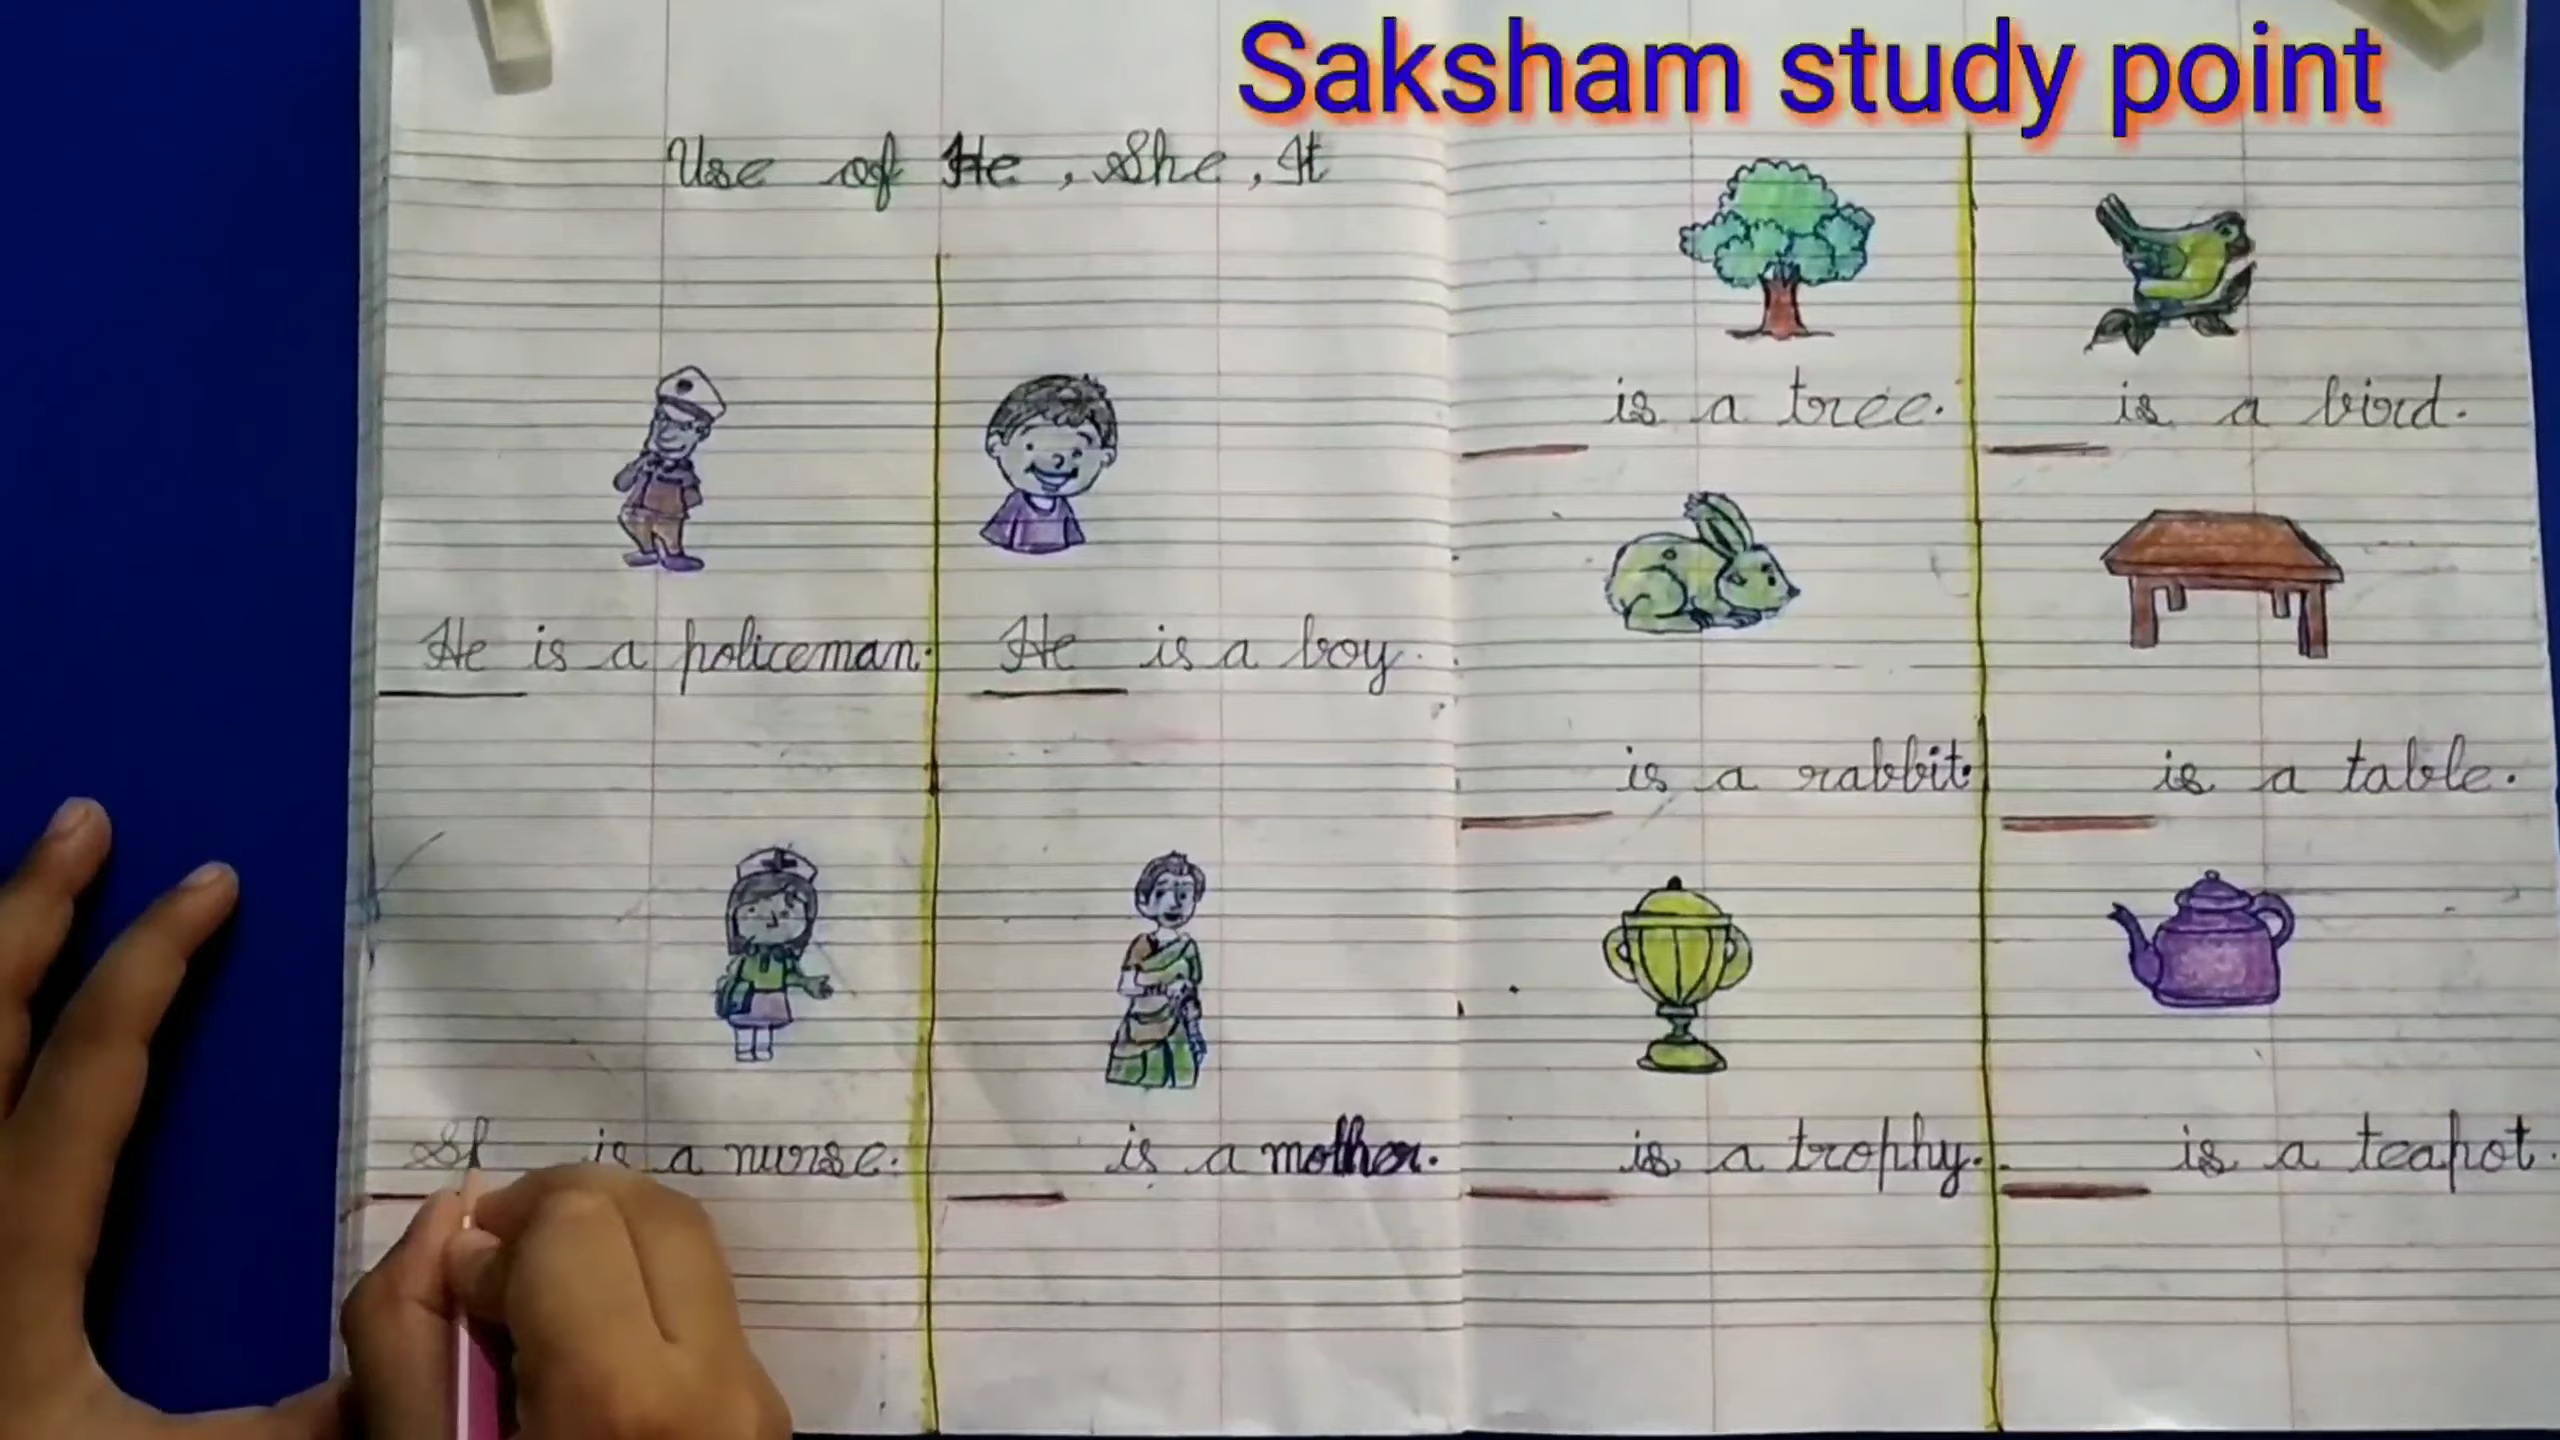 Saksham study point
Use of He, She, It
He is a policeman.
He is a boy.
Sh is a nurse.
is a mother.
is a tree.
is a bird.
is a rabbit.
is a table.
is a trophy.
is a teapot.